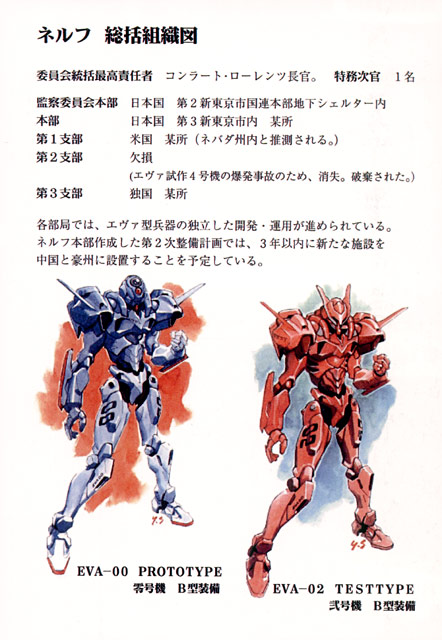 ネルフ 総括組織図
委員会統括最高責任者 コンラート・ローレンツ長官。 特務次官 1名
監察委員会本部 日本国 第2新東京市国連本部地下シェルター内
本部 日本国 第3新東京市内 某所
第1支部 米国 某所(ネバダ州内と推測される。)
第2支部 欠損
(エヴァ試作4号機の爆発事故のため、消失。破棄された。)
第3支部 独国 某所
各部局では、エヴァ型兵器の独立した開発・運用が進められている。
ネルフ本部作成した第2次整備計画では、3年以内に新たな施設を
中国と豪州に設置することを予定している。
Y.S
EVA-00 PROTOTYPE
零号機 B型装備
Y.S
EVA-02 TESTTYPE
弐号機 B型装備